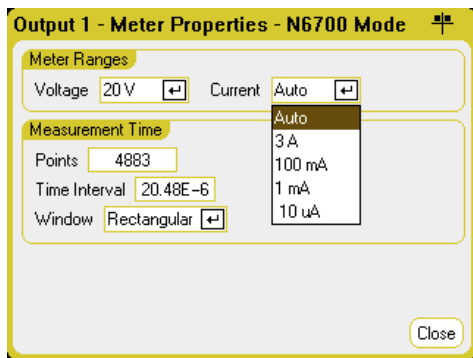 Output 1 - Meter Properties - N6700 Mode
Meter Ranges
Voltage 20 V Current Auto
Auto
3 A
100 mA
1 mA
10 uA
Measurement Time
Points 4883
Time Interval 20.48E-6
Window Rectangular
Close